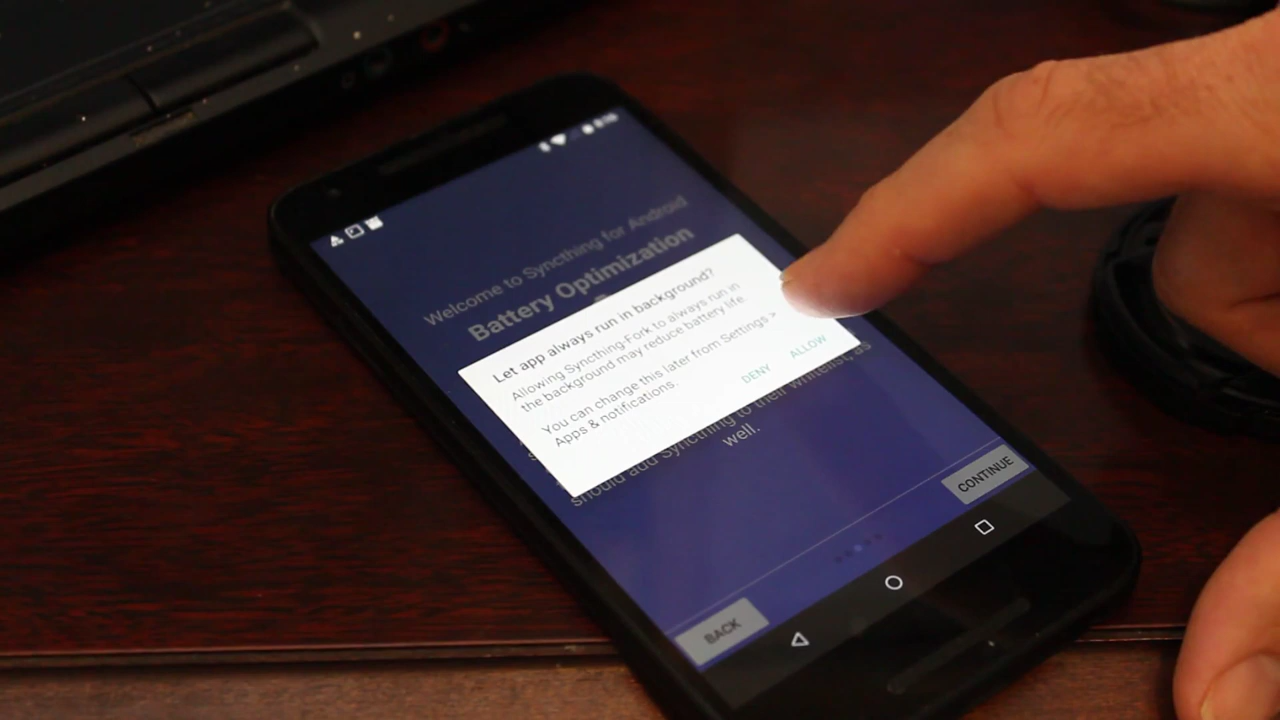 Welcome to Syncthing for Android
Battery Optimization
Let app always run in background?
Allowing Syncthing-Fork to always run in
the background may reduce battery life.
You can change this later from Settings >
Apps & notifications.
DENY ALLOW
to their whitelist, as
should add Syncthing
well.
CONTINUE
BACK